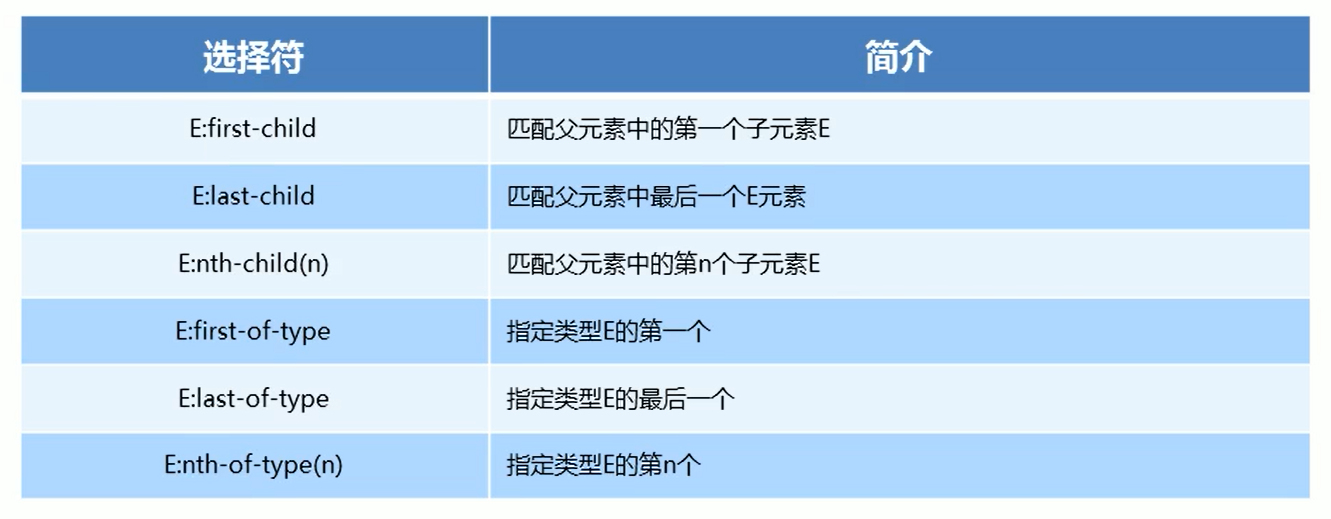 选择符 简介
E:first-child 匹配父元素中的第一个子元素E
E:last-child 匹配父元素中最后一个E元素
E:nth-child(n) 匹配父元素中的第n个子元素E
E:first-of-type 指定类型E的第一个
E:last-of-type 指定类型E的最后一个
E:nth-of-type(n) 指定类型E的第n个